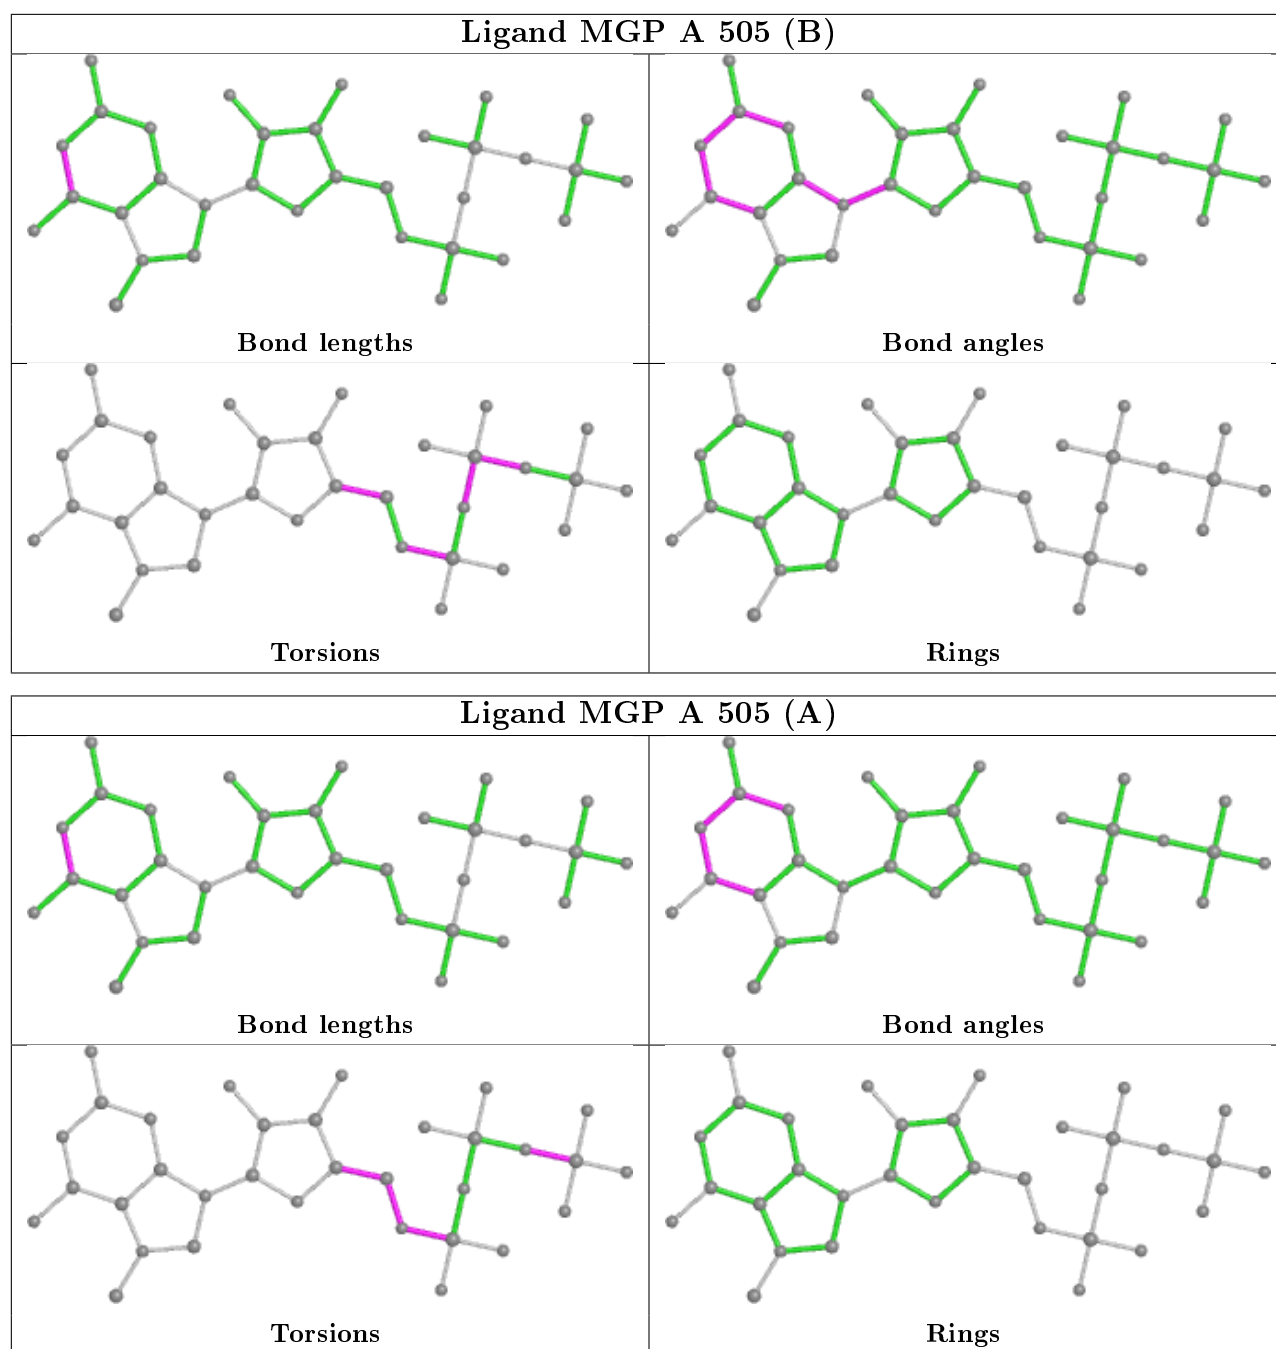 Ligand MGP A 505 (B)
Bond lengths
Bond angles
Torsions
Rings
Ligand MGP A 505 (A)
Bond lengths
Bond angles
Torsions
Rings